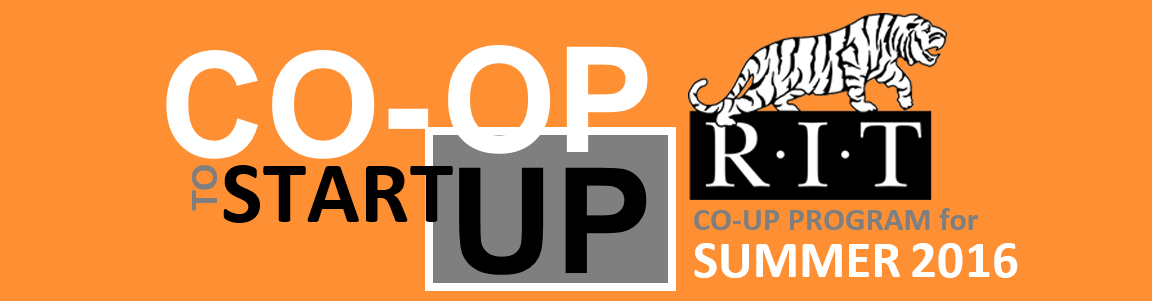 CO-OP
TO START UP
R·I·T
CO-UP PROGRAM for
SUMMER 2016